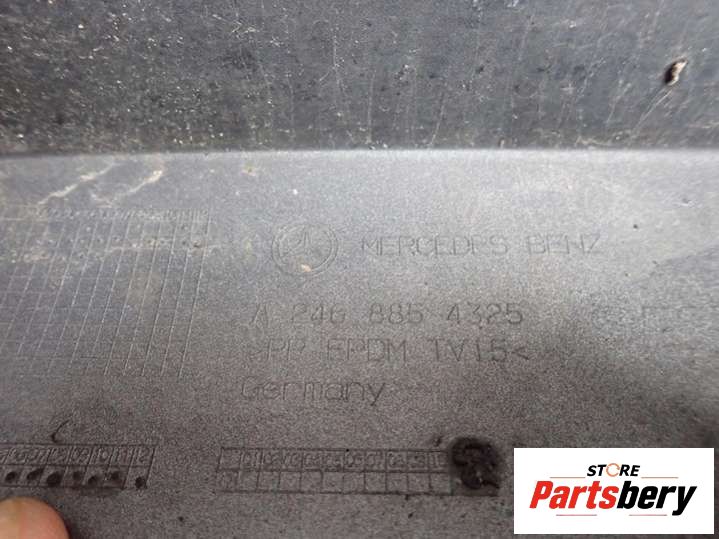 MERCEDES BENZ
A 246 885 4325
>PP EPDM TV15<
Germany
STORE
Partsbery